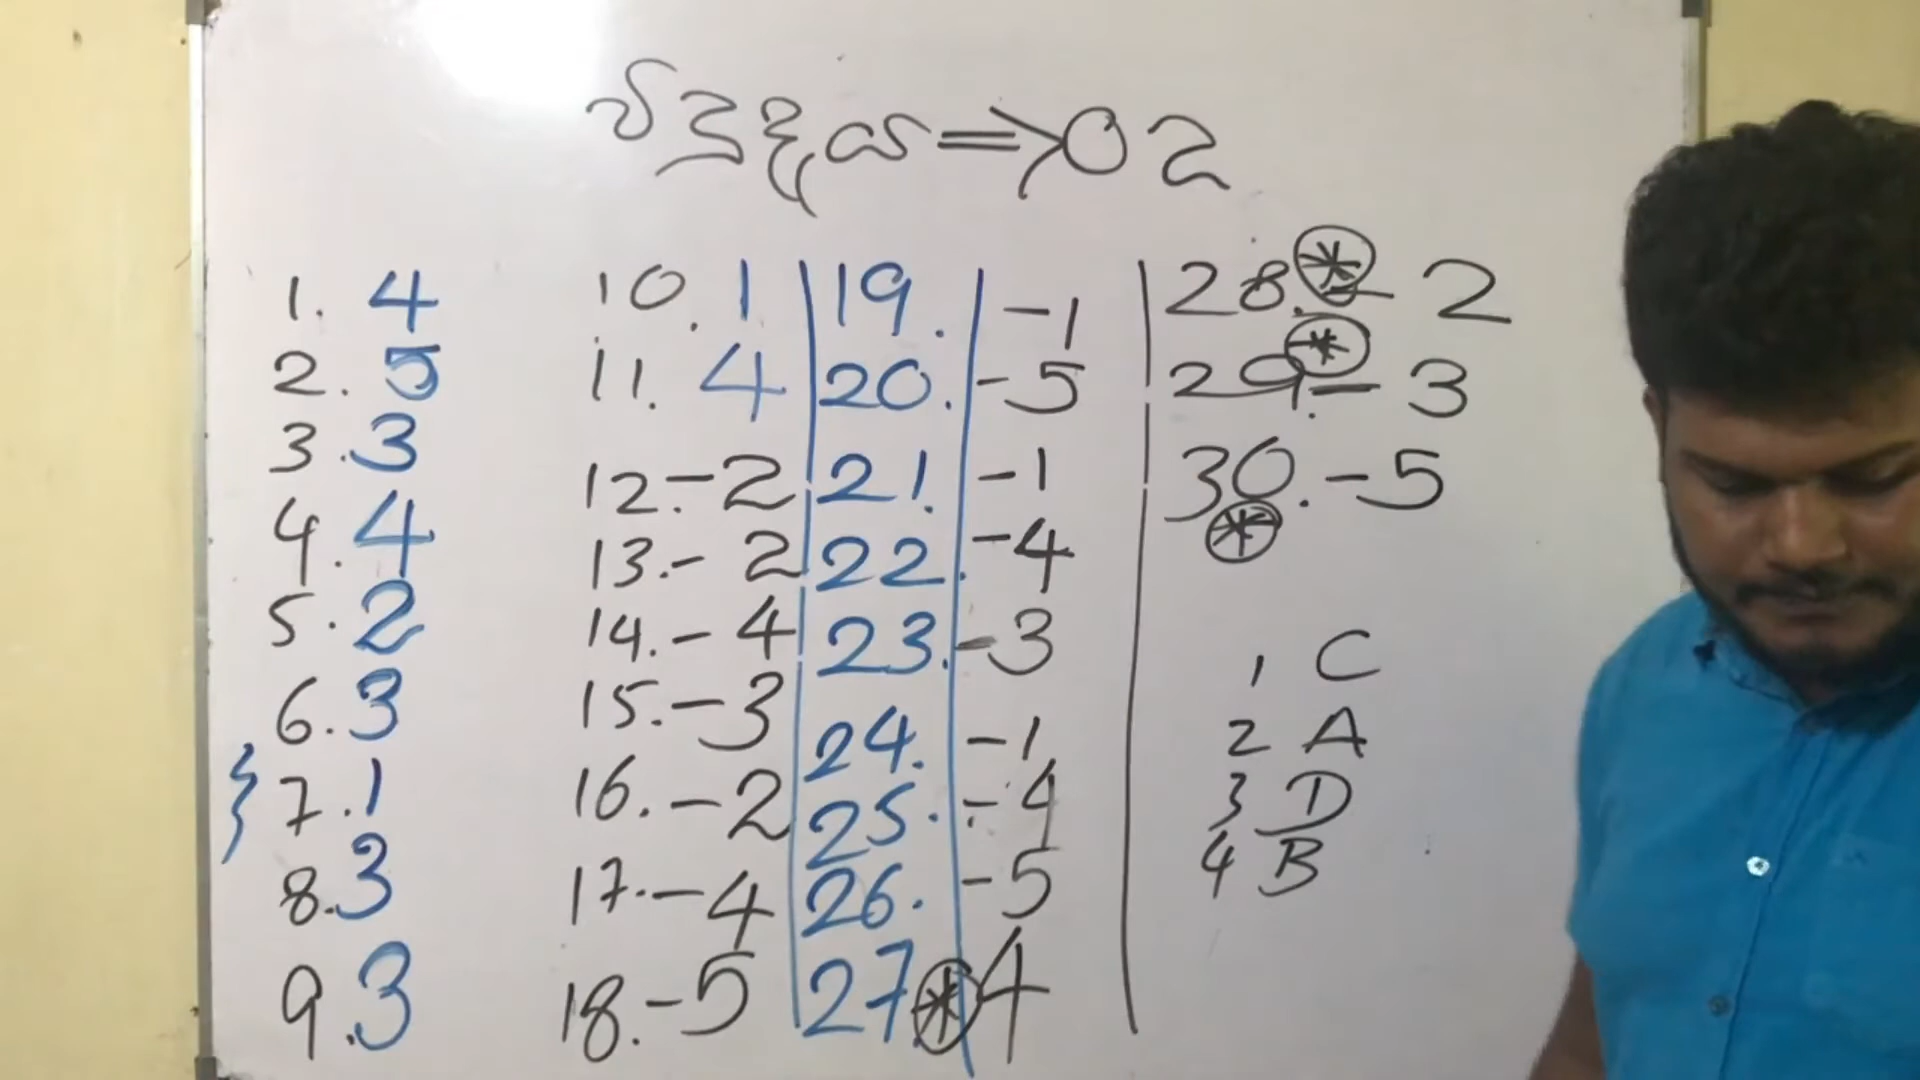 විද්‍යුදය ⇒ 02
1. 4
2. 5
3. 3
4. 4
5. 2
6. 3
7. 1
8. 3
9. 3
10. 1
11. 4
12. - 2
13. - 2
14. - 4
15. - 3
16. - 2
17. - 4
18. - 5
19. - 1
20. - 5
21. - 1
22. - 4
23. - 3
24. - 1
25. - 4
26. - 5
27. * 4
28. * - 2
29. * - 3
30. - 5
*
1 C
2 A
3 D
4 B